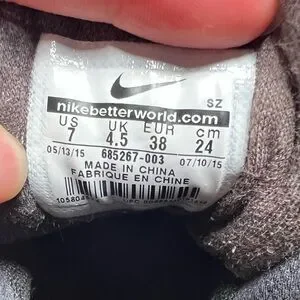 SZ
nikebetterworld.com
US UK EUR cm
7 4.5 38 24
05/13/15 685267-003 07/10/15
MADE IN CHINA
FABRIQUE EN CHINE